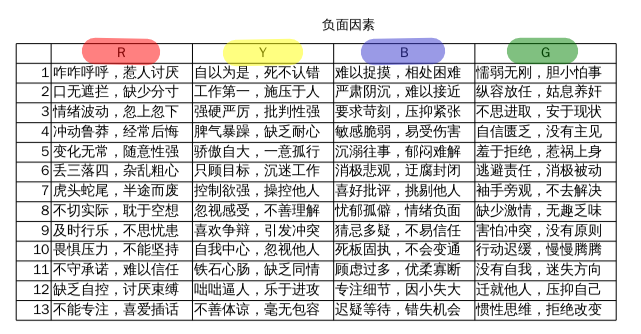 负面因素
R Y B G
1 咋咋呼呼，惹人讨厌 自以为是，死不认错 难以捉摸，相处困难 懦弱无刚，胆小怕事
2 口无遮拦，缺少分寸 工作第一，施压于人 严肃阴沉，难以接近 纵容放任，姑息养奸
3 情绪波动，忽上忽下 强硬严厉，批判性强 要求苛刻，压抑紧张 不思进取，安于现状
4 冲动鲁莽，经常后悔 脾气暴躁，缺乏耐心 敏感脆弱，易受伤害 自信匮乏，没有主见
5 变化无常，随意性强 骄傲自大，一意孤行 沉溺往事，郁闷难解 羞于拒绝，惹祸上身
6 丢三落四，杂乱粗心 只顾目标，沉迷工作 消极悲观，迂腐封闭 逃避责任，消极被动
7 虎头蛇尾，半途而废 控制欲强，操控他人 喜好批评，挑剔他人 袖手旁观，不去解决
8 不切实际，耽于空想 忽视感受，不善理解 忧郁孤僻，情绪负面 缺少激情，无趣乏味
9 及时行乐，不思忧患 喜欢争辩，引发冲突 猜忌多疑，不易信任 害怕冲突，没有原则
10 畏惧压力，不能坚持 自我中心，忽视他人 死板固执，不会变通 行动迟缓，慢慢腾腾
11 不守承诺，难以信任 铁石心肠，缺乏同情 顾虑过多，优柔寡断 没有自我，迷失方向
12 缺乏自控，讨厌束缚 咄咄逼人，乐于进攻 专注细节，因小失大 迁就他人，压抑自己
13 不能专注，喜爱插话 不善体谅，毫无包容 迟疑等待，错失机会 惯性思维，拒绝改变